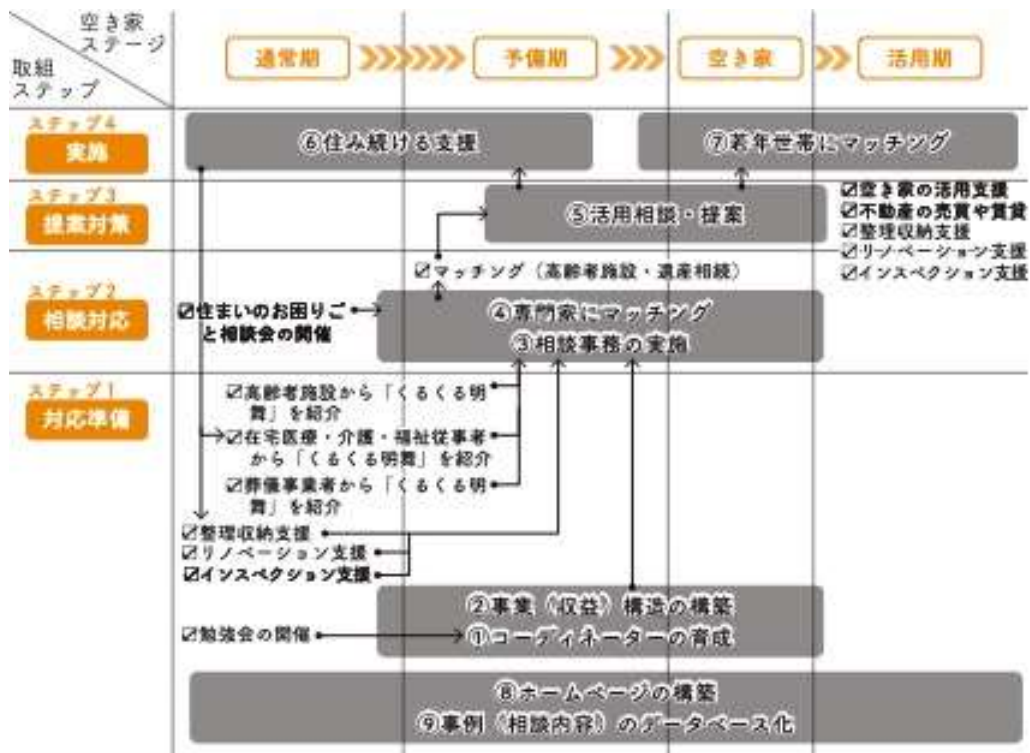 空き家
ステージ
取組
ステップ
通常期
予備期
空き家
活用期
ステップ4
実施
⑥住み続ける支援
⑦若年世帯にマッチング
ステップ3
提案対策
⑤活用相談・提案
☑空き家の活用支援
☑不動産の売買や賃貸
☑整理収納支援
☑リノベーション支援
☑インスペクション支援
☑マッチング（高齢者施設・遺産相続）
ステップ2
相談対応
☑住まいのお困りご
と相談会の開催
④専門家にマッチング
③相談事務の実施
ステップ1
対応準備
☑高齢者施設から「くるくる明
舞」を紹介
☑在宅医療・介護・福祉従事者
から「くるくる明舞」を紹介
☑葬儀事業者から「くるくる明
舞」を紹介
☑整理収納支援
☑リノベーション支援
☑インスペクション支援
②事業（収益）構造の構築
☑勉強会の開催
①コーディネーターの育成
⑧ホームページの構築
⑨事例（相談内容）のデータベース化